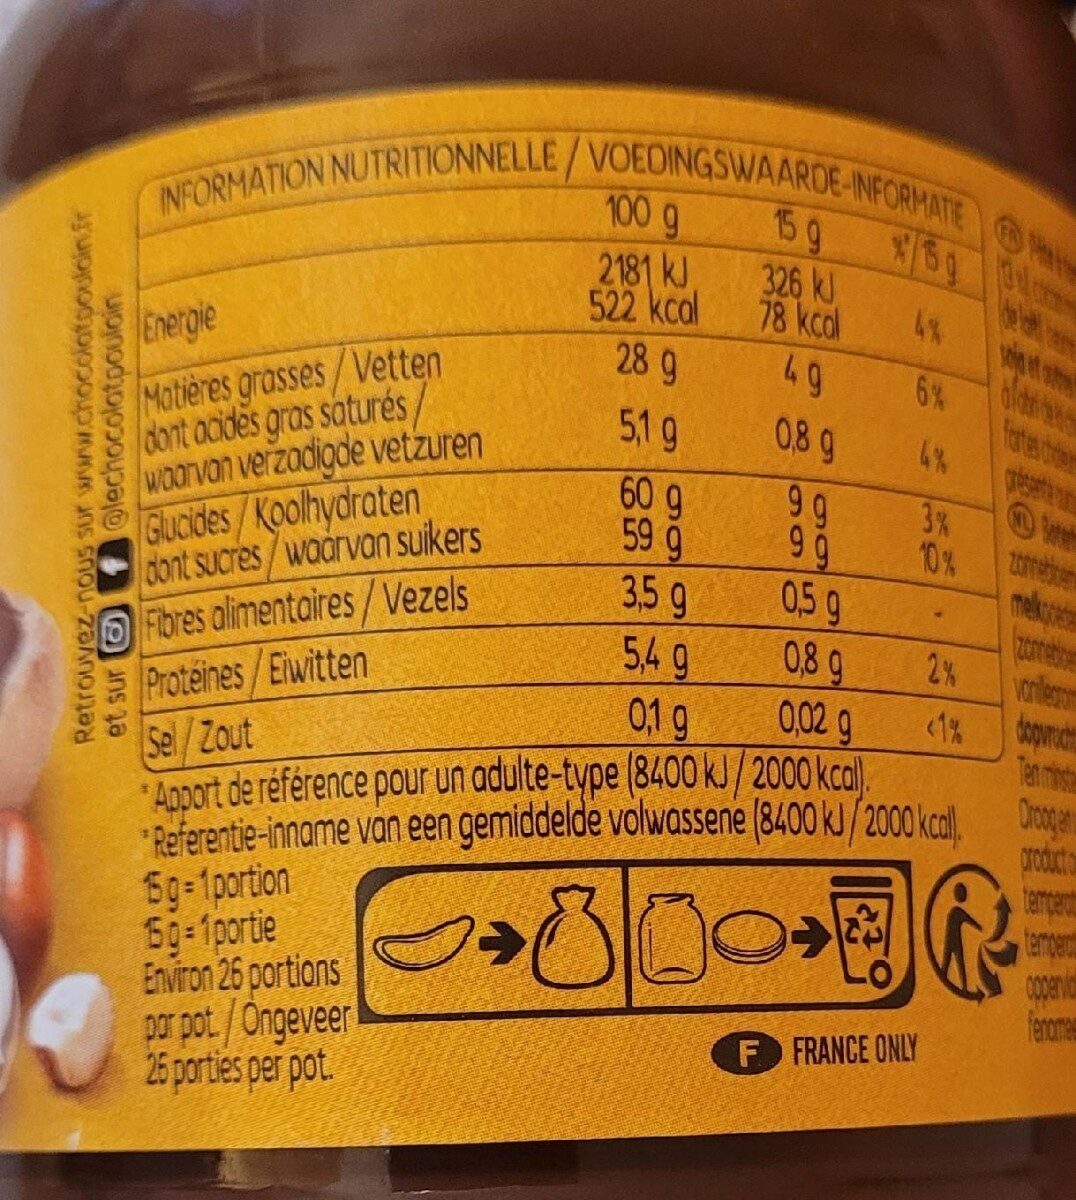 Retrouvez-nous sur www.chocolatpoulain.fr
et sur @lechocolatpoulain
INFORMATION NUTRITIONNELLE / VOEDINGSWAARDE-INFORMATIE
100 g 15 g %*/15 g
Energie 2181 kJ 326 kJ
522 kcal 78 kcal 4%
Matières grasses / Vetten 28 g 4 g 6%
dont acides gras saturés /
waarvan verzadigde vetzuren 5,1 g 0,8 g 4%
Glucides / Koolhydraten 60 g 9 g 3%
dont sucres / waarvan suikers 59 g 9 g 10%
Fibres alimentaires / Vezels 3,5 g 0,5 g -
Protéines / Eiwitten 5,4 g 0,8 g 2%
Sel / Zout 0,1 g 0,02 g <1%
*Apport de référence pour un adulte-type (8400 kJ / 2000 kcal).
*Referentie-inname van een gemiddelde volwassene (8400 kJ / 2000 kcal).
15 g = 1 portion
15 g = 1 portie
Environ 26 portions
par pot. / Ongeveer
26 porties per pot.
F FRANCE ONLY
FR
NL